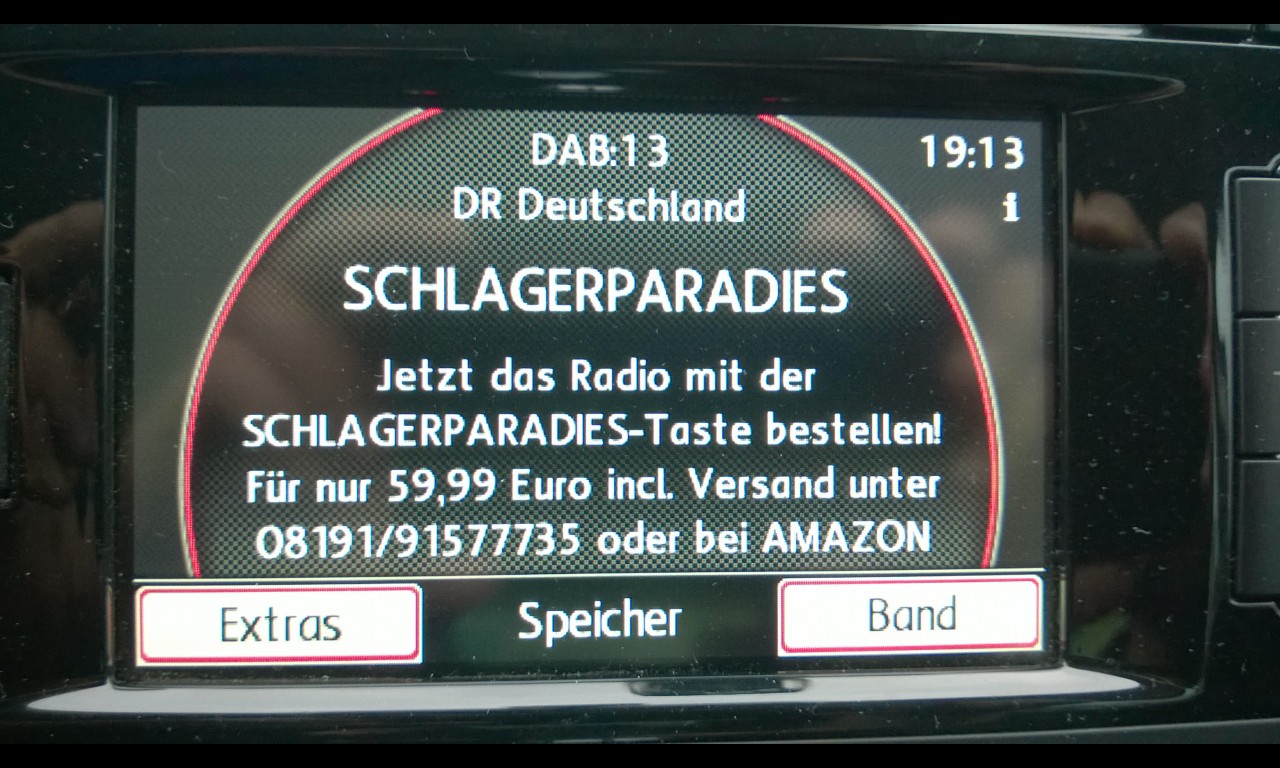 DAB:13
19:13
DR Deutschland
i
SCHLAGERPARADIES
Jetzt das Radio mit der
SCHLAGERPARADIES-Taste bestellen!
Für nur 59,99 Euro incl. Versand unter
08191/91577735 oder bei AMAZON
Extras
Speicher
Band